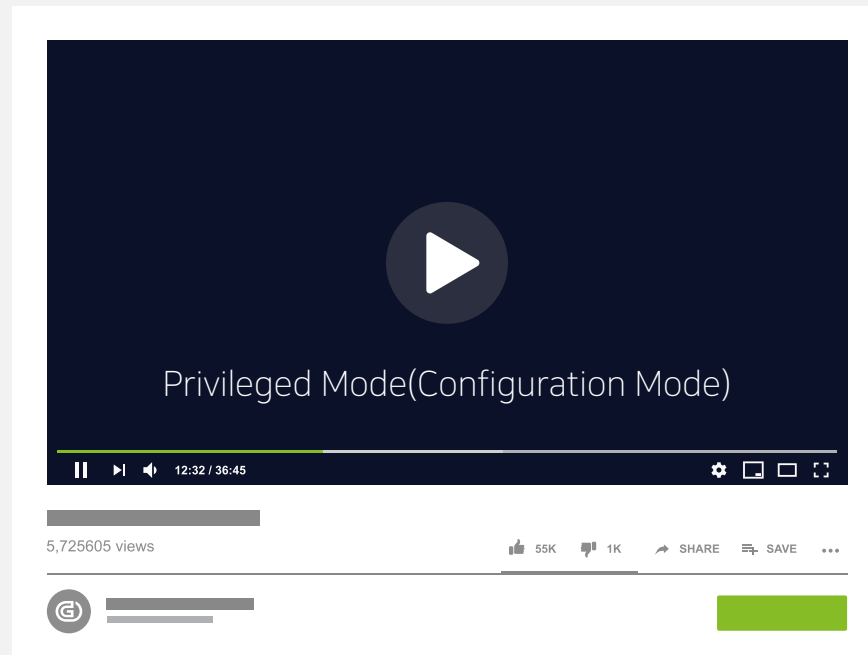 Privileged Mode(Configuration Mode)
12:32 / 36:45
5,725605 views
55K
1K
SHARE
SAVE